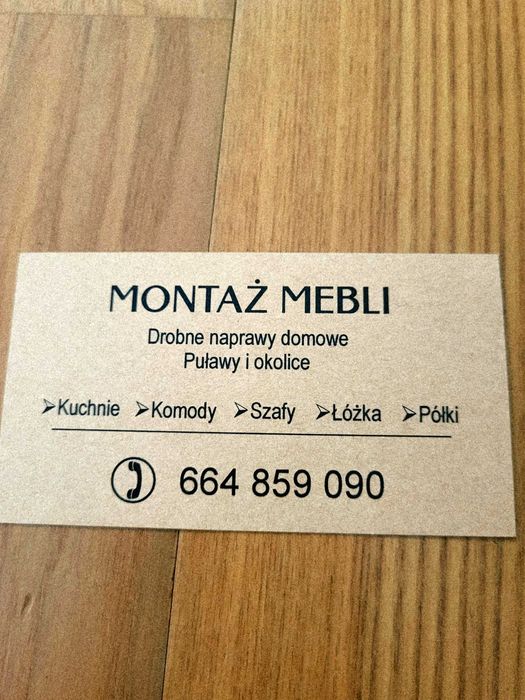 MONTAŻ MEBLI
Drobne naprawy domowe
Puławy i okolice
➢Kuchnie ➢Komody ➢Szafy ➢Łóżka ➢Półki
664 859 090